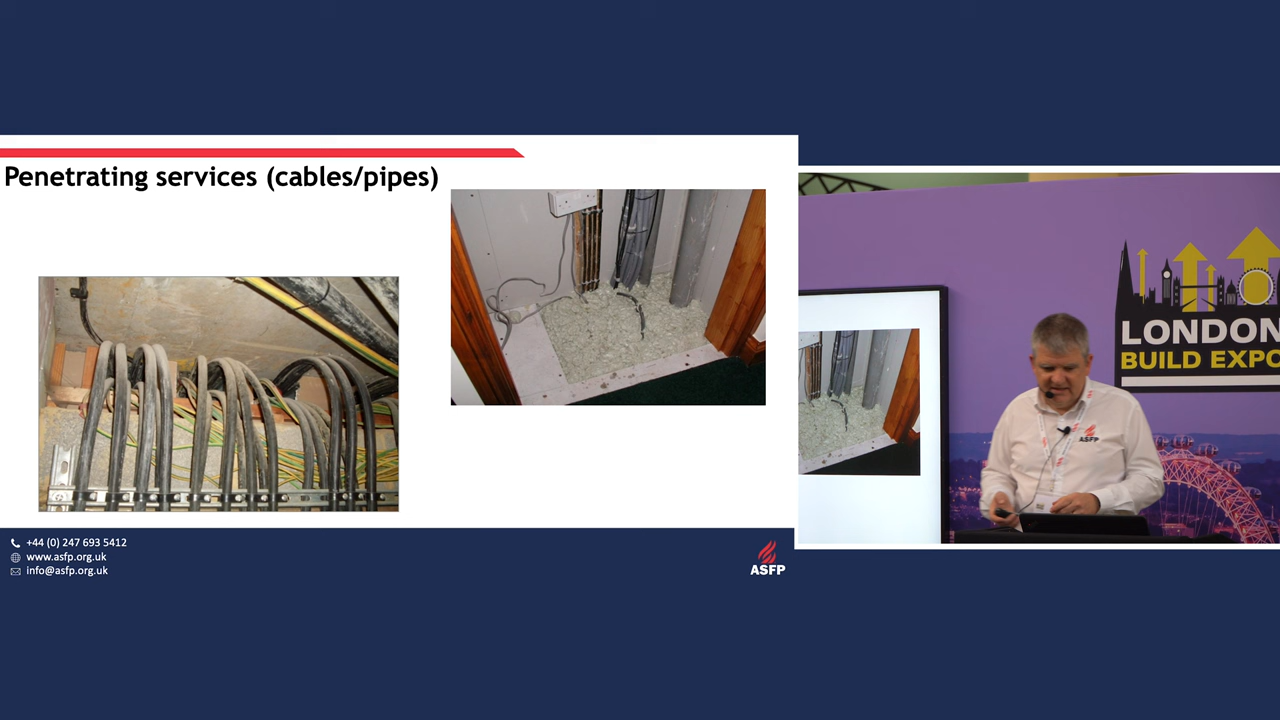 Penetrating services (cables/pipes)
+44 (0) 247 693 5412
www.asfp.org.uk
info@asfp.org.uk
ASFP
LONDON
BUILD EXPO
ASFP